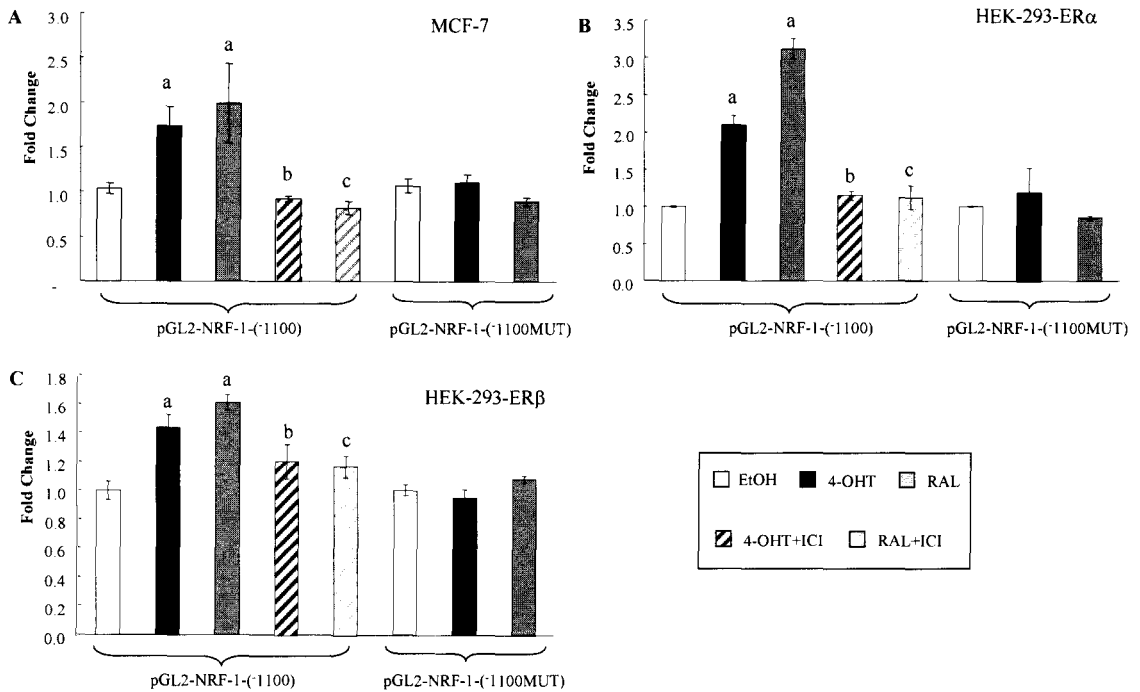 A
MCF-7
Fold Change
3.0
2.5
2.0
1.5
1.0
0.5
-
a
a
b
c
pGL2-NRF-1-(⁻1100)
pGL2-NRF-1-(⁻1100MUT)
B
HEK-293-ERα
Fold Change
3.5
3.0
2.5
2.0
1.5
1.0
0.5
0.0
a
a
b
c
pGL2-NRF-1-(⁻1100)
pGL2-NRF-1-(⁻1100MUT)
C
HEK-293-ERβ
Fold Change
1.8
1.6
1.4
1.2
1.0
0.8
0.6
0.4
0.2
0.0
a
a
b
c
pGL2-NRF-1-(⁻1100)
pGL2-NRF-1-(⁻1100MUT)
EtOH 4-OHT RAL
4-OHT+ICI RAL+ICI